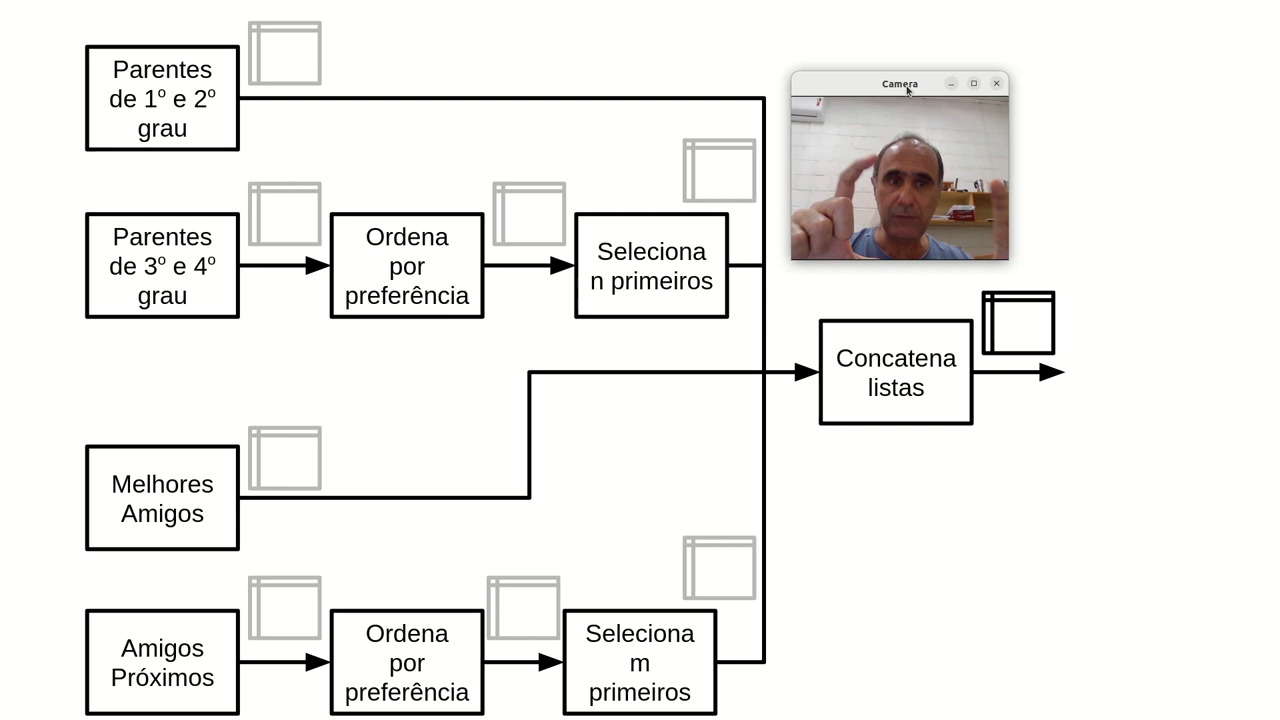 Parentes
de 1º e 2º
grau
Camera
Parentes
de 3º e 4º
grau
Ordena
por
preferência
Seleciona
n primeiros
Concatena
listas
Melhores
Amigos
Amigos
Próximos
Ordena
por
preferência
Seleciona
m
primeiros